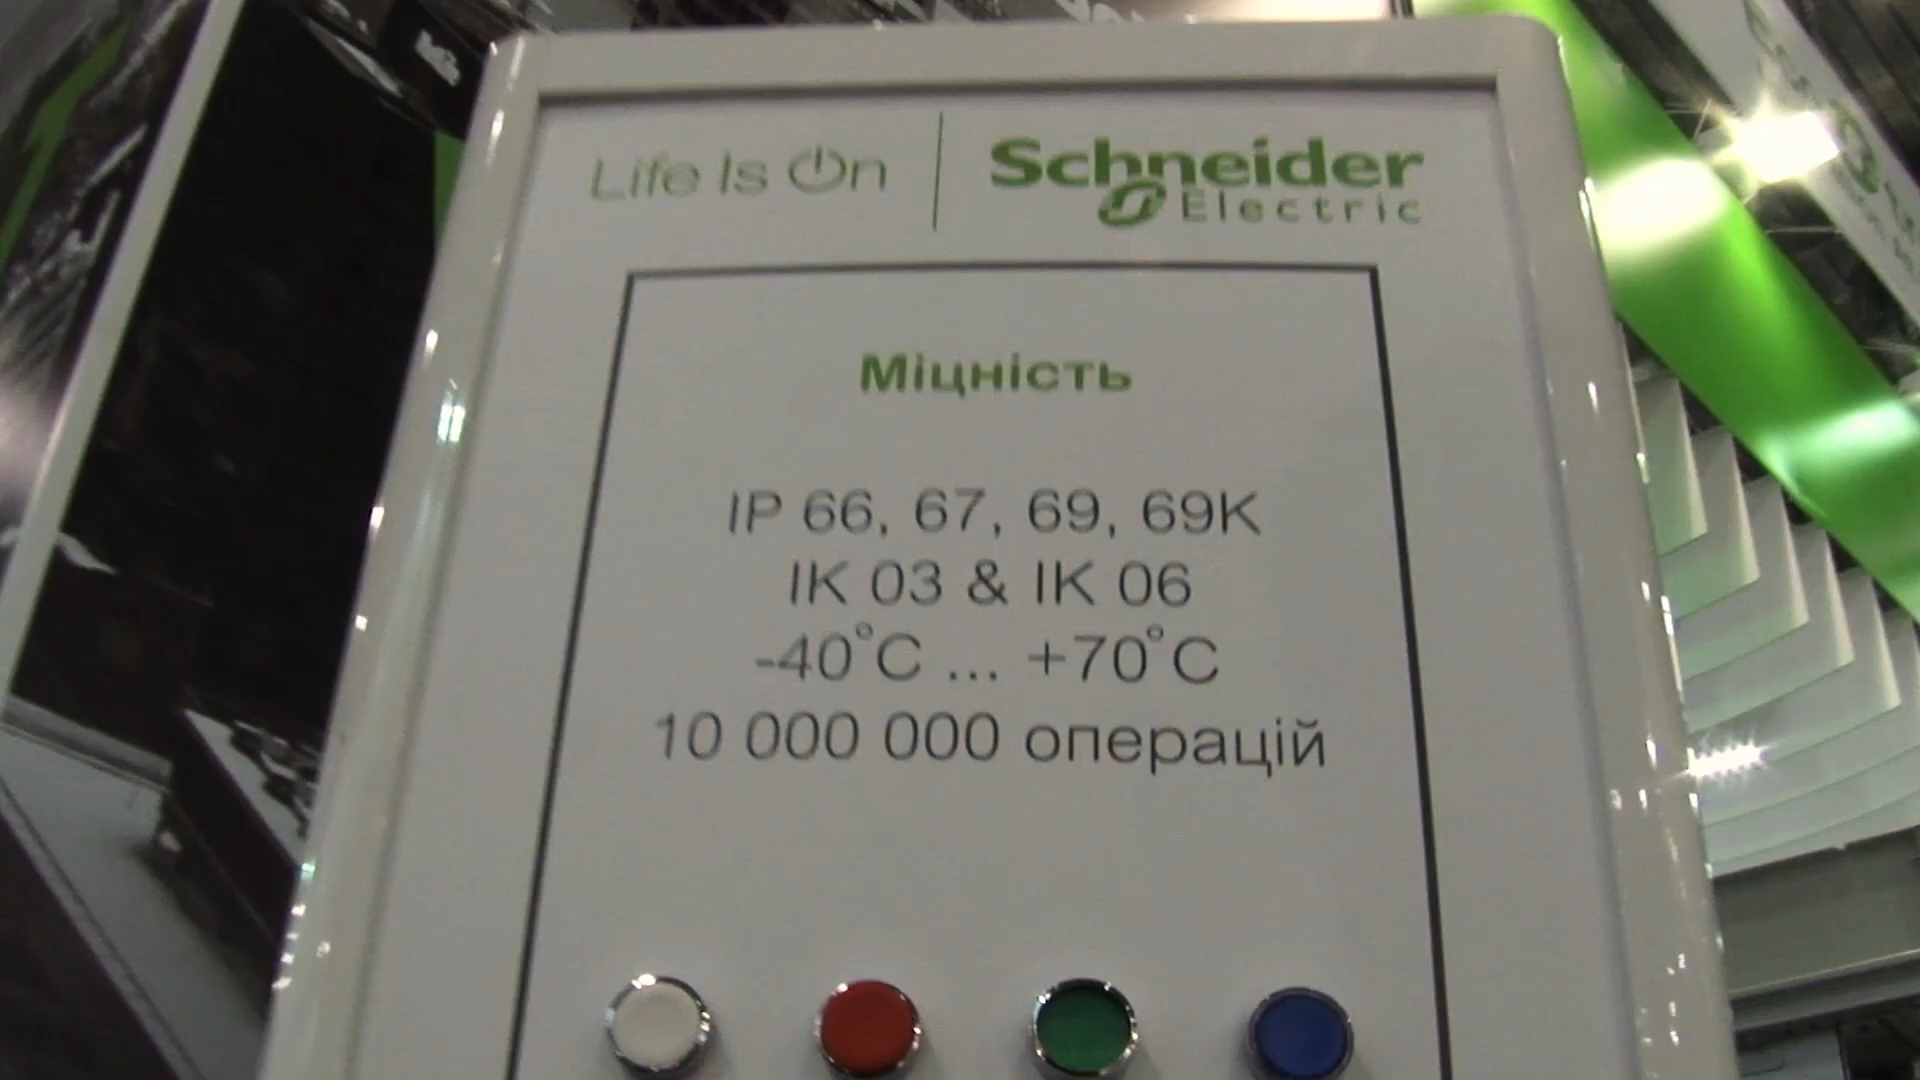 Life Is On
Schneider
Electric
Міцність
IP 66, 67, 69, 69K
IK 03 & IK 06
-40°C ... +70°C
10 000 000 операцій